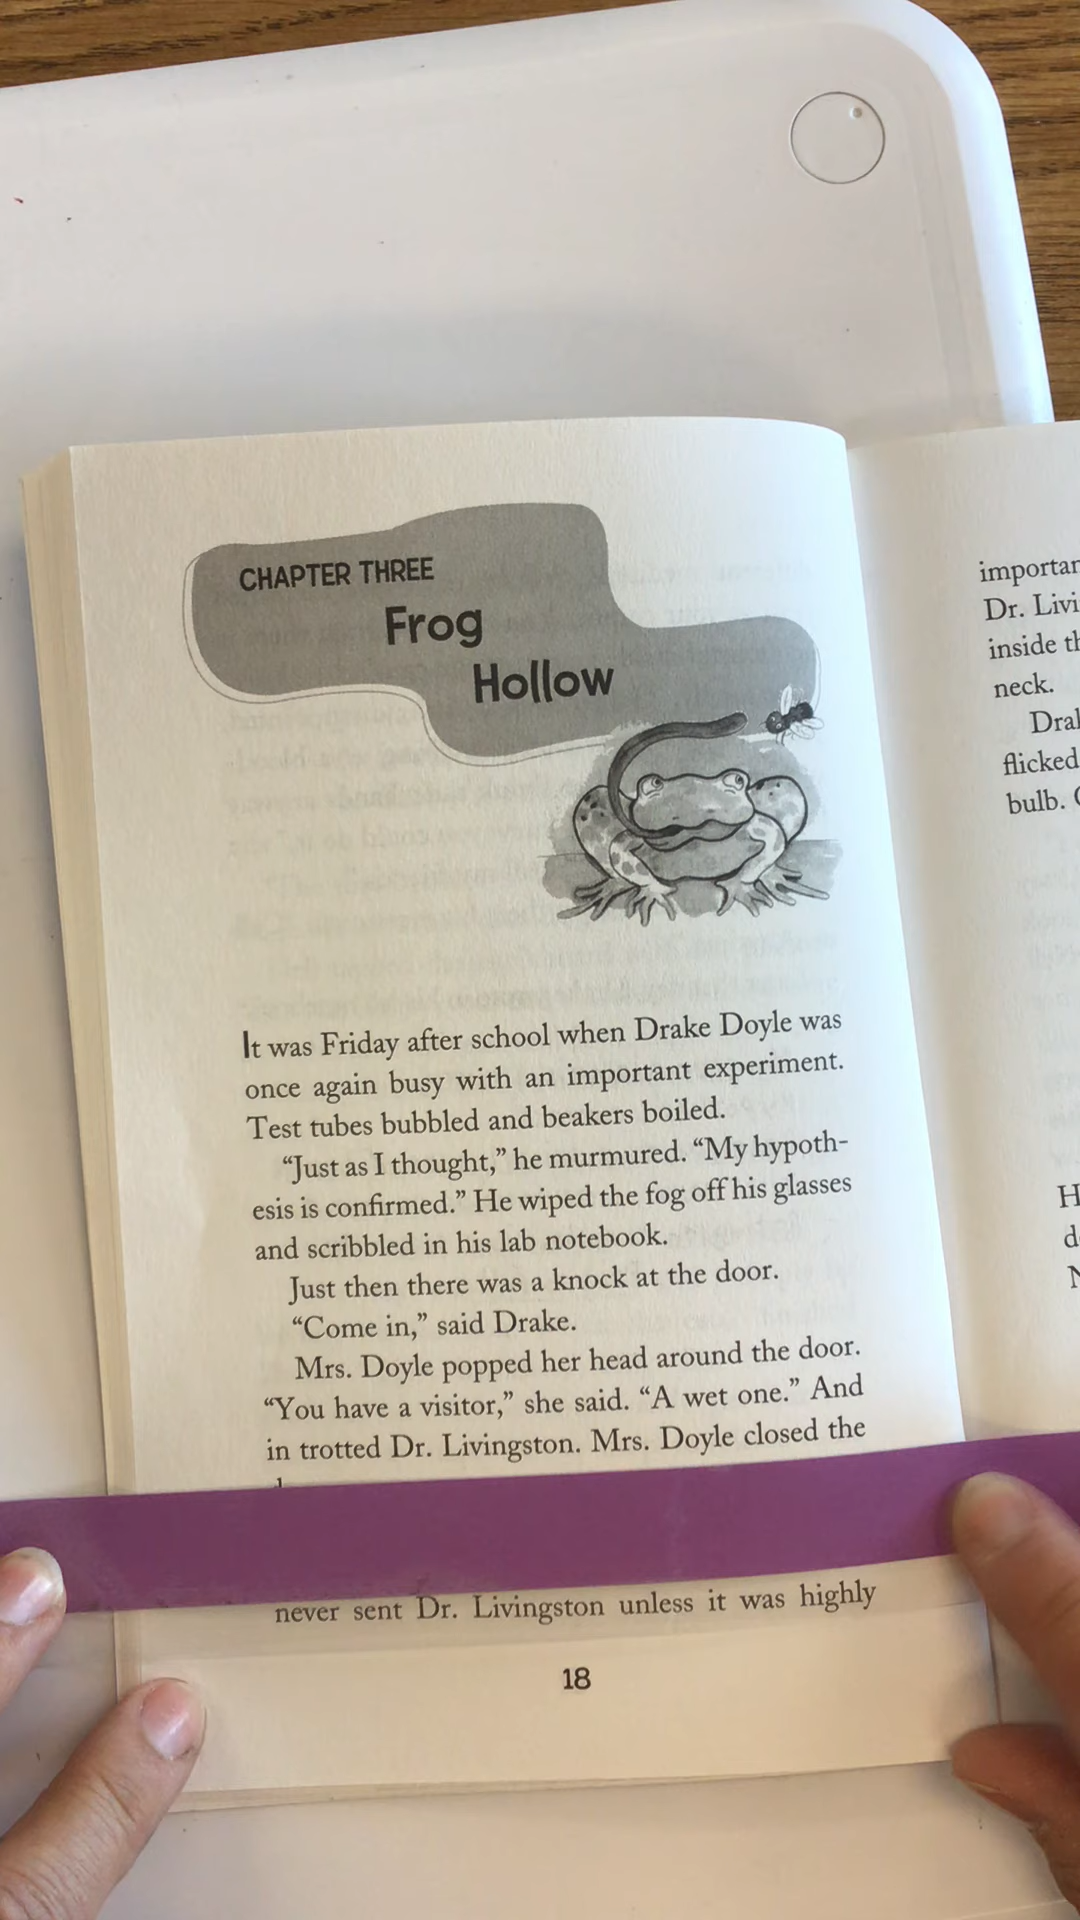 CHAPTER THREE
Frog
Hollow
It was Friday after school when Drake Doyle was
once again busy with an important experiment.
Test tubes bubbled and beakers boiled.
“Just as I thought,” he murmured. “My hypoth-
esis is confirmed.” He wiped the fog off his glasses
and scribbled in his lab notebook.
Just then there was a knock at the door.
“Come in,” said Drake.
Mrs. Doyle popped her head around the door.
“You have a visitor,” she said. “A wet one.” And
in trotted Dr. Livingston. Mrs. Doyle closed the
never sent Dr. Livingston unless it was highly
18
Dr.
inside
neck.
flicked
bulb.